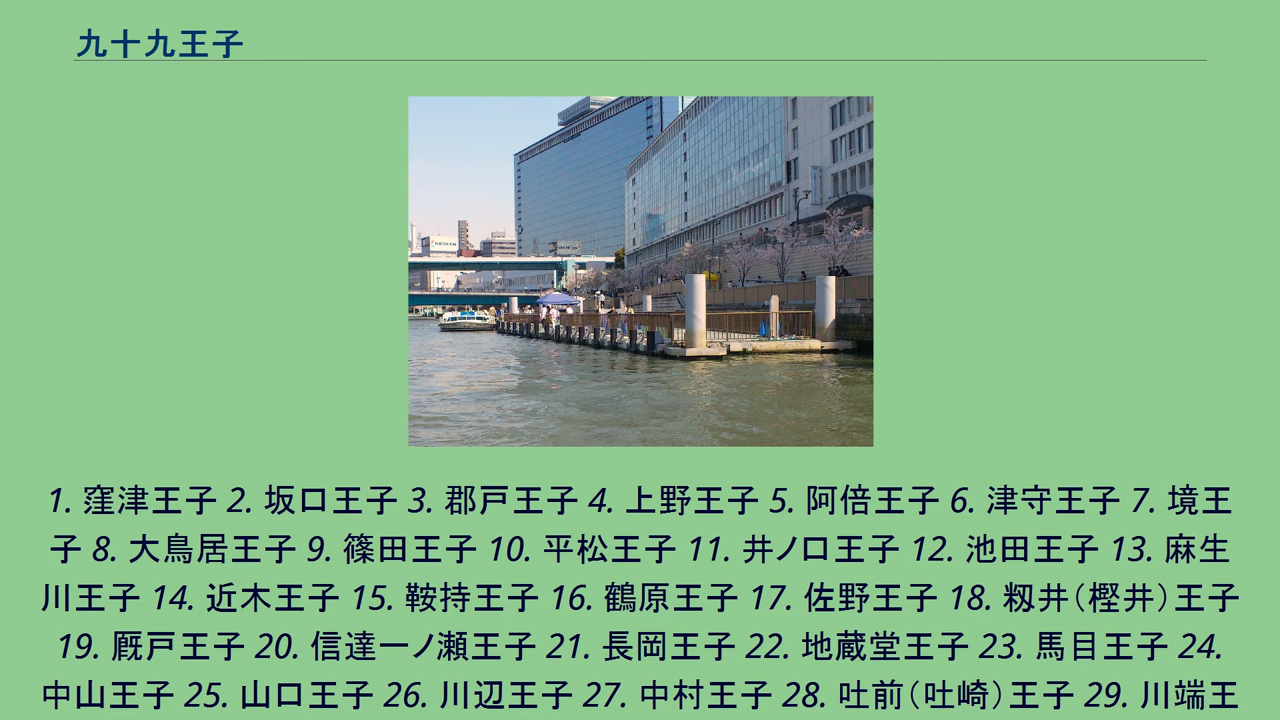 九十九王子
1. 窪津王子 2. 坂口王子 3. 郡戸王子 4. 上野王子 5. 阿倍王子 6. 津守王子 7. 境王
子 8. 大鳥居王子 9. 篠田王子 10. 平松王子 11. 井ノ口王子 12. 池田王子 13. 麻生
川王子 14. 近木王子 15. 鞍持王子 16. 鶴原王子 17. 佐野王子 18. 籾井（樫井）王子
19. 厩戸王子 20. 信達一ノ瀬王子 21. 長岡王子 22. 地蔵堂王子 23. 馬目王子 24.
中山王子 25. 山口王子 26. 川辺王子 27. 中村王子 28. 吐前（吐崎）王子 29. 川端王